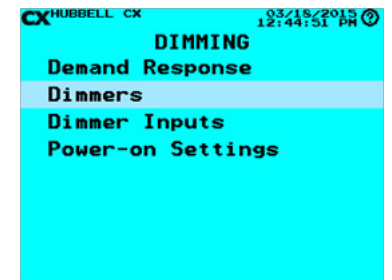 CX HUBBELL CX 03/18/2015
12:44:51 PM ?
DIMMING
Demand Response
Dimmers
Dimmer Inputs
Power-on Settings